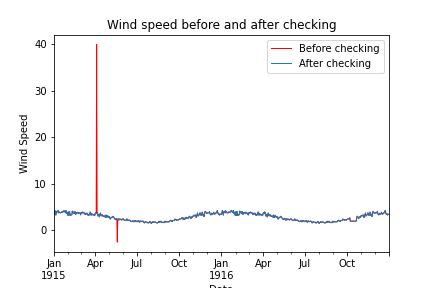 Wind speed before and after checking
Before checking
After checking
Wind Speed
40
30
20
10
0
Jan Apr Jul Oct Jan Apr Jul Oct
1915 1916